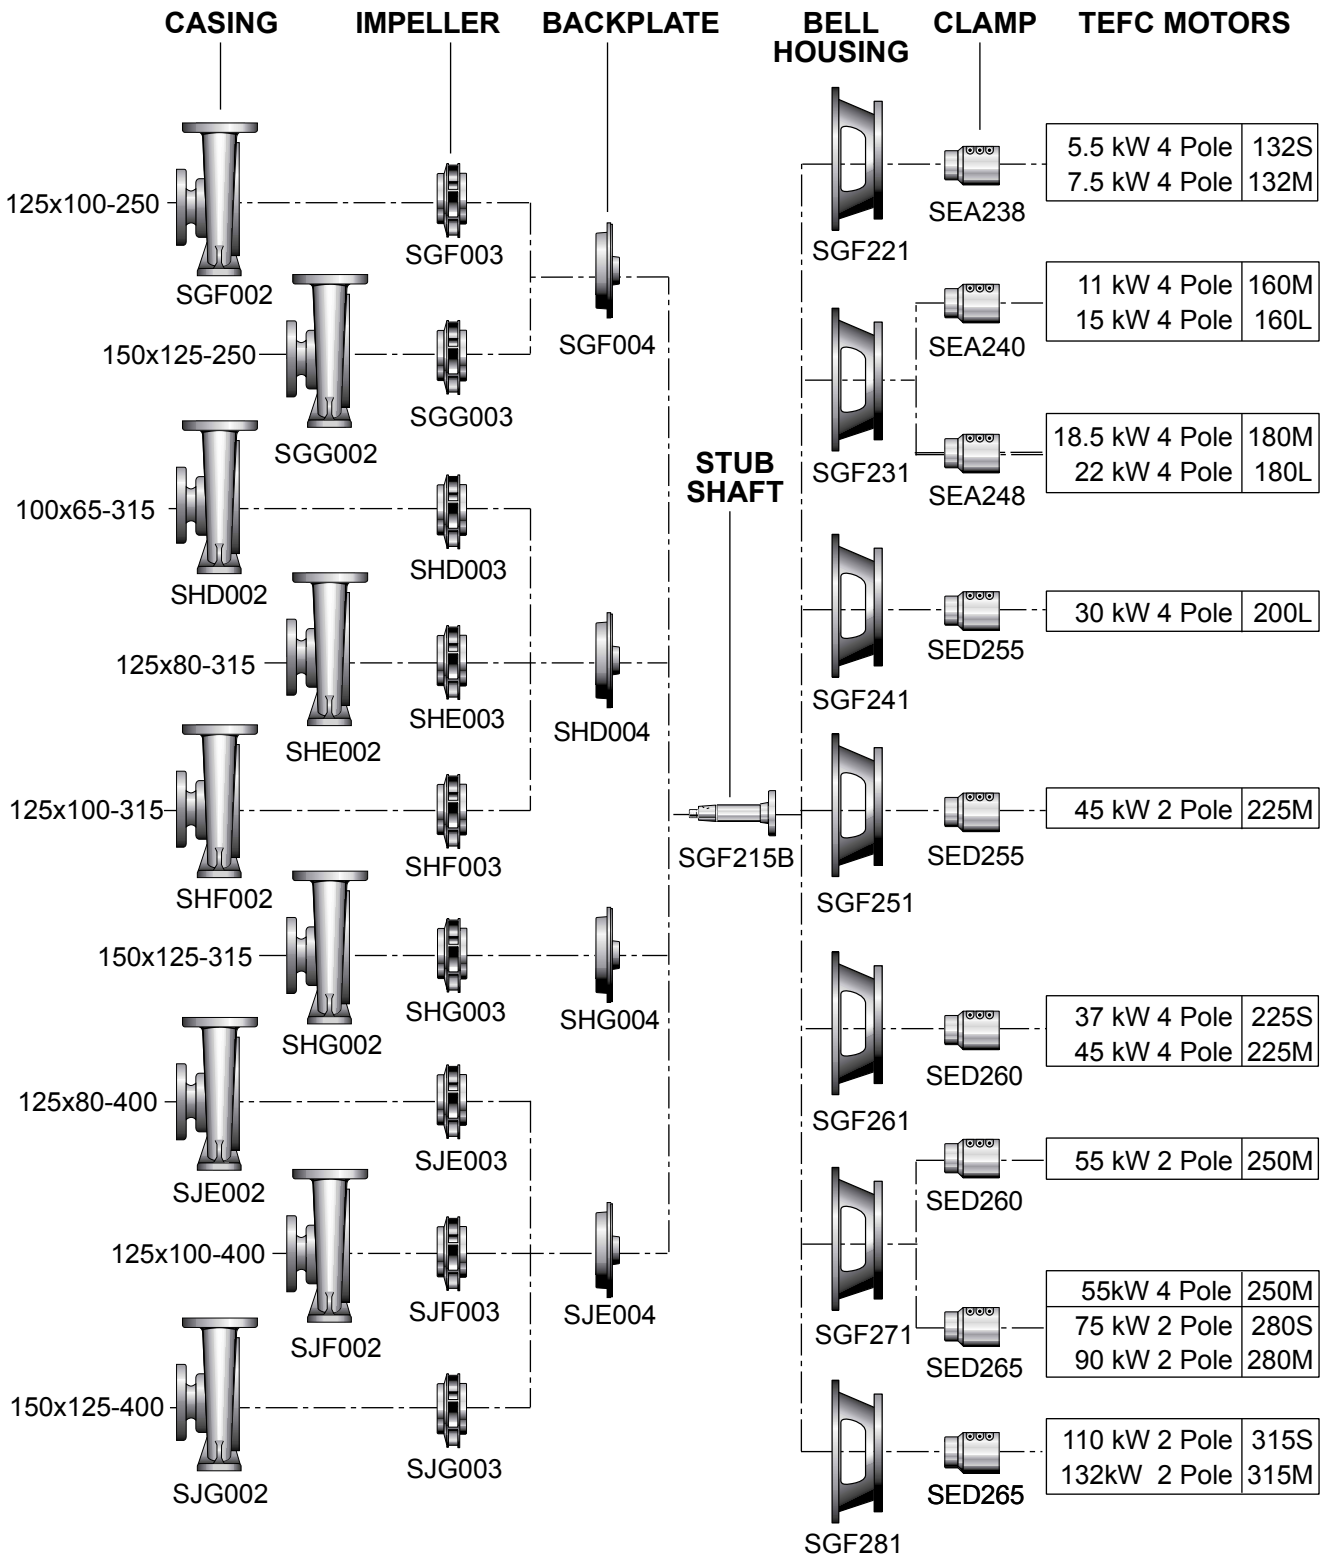 CASING
IMPELLER
BACKPLATE
BELL
HOUSING
CLAMP
TEFC MOTORS
125x100-250
SGF002
SGF003
150x125-250
SGG002
SGG003
SGF004
100x65-315
SHD002
SHD003
125x80-315
SHE002
SHE003
SHD004
125x100-315
SHF002
SHF003
150x125-315
SHG002
SHG003
SHG004
125x80-400
SJE002
SJE003
125x100-400
SJF002
SJF003
SJE004
150x125-400
SJG002
SJG003
STUB
SHAFT
SGF215B
SGF221
SEA238
5.5 kW 4 Pole 132S
7.5 kW 4 Pole 132M
SGF231
SEA240
11 kW 4 Pole 160M
15 kW 4 Pole 160L
SEA248
18.5 kW 4 Pole 180M
22 kW 4 Pole 180L
SGF241
SED255
30 kW 4 Pole 200L
SGF251
SED255
45 kW 2 Pole 225M
SGF261
SED260
37 kW 4 Pole 225S
45 kW 4 Pole 225M
SGF271
SED260
55 kW 2 Pole 250M
SED265
55kW 4 Pole 250M
75 kW 2 Pole 280S
90 kW 2 Pole 280M
SGF281
SED265
110 kW 2 Pole 315S
132kW 2 Pole 315M